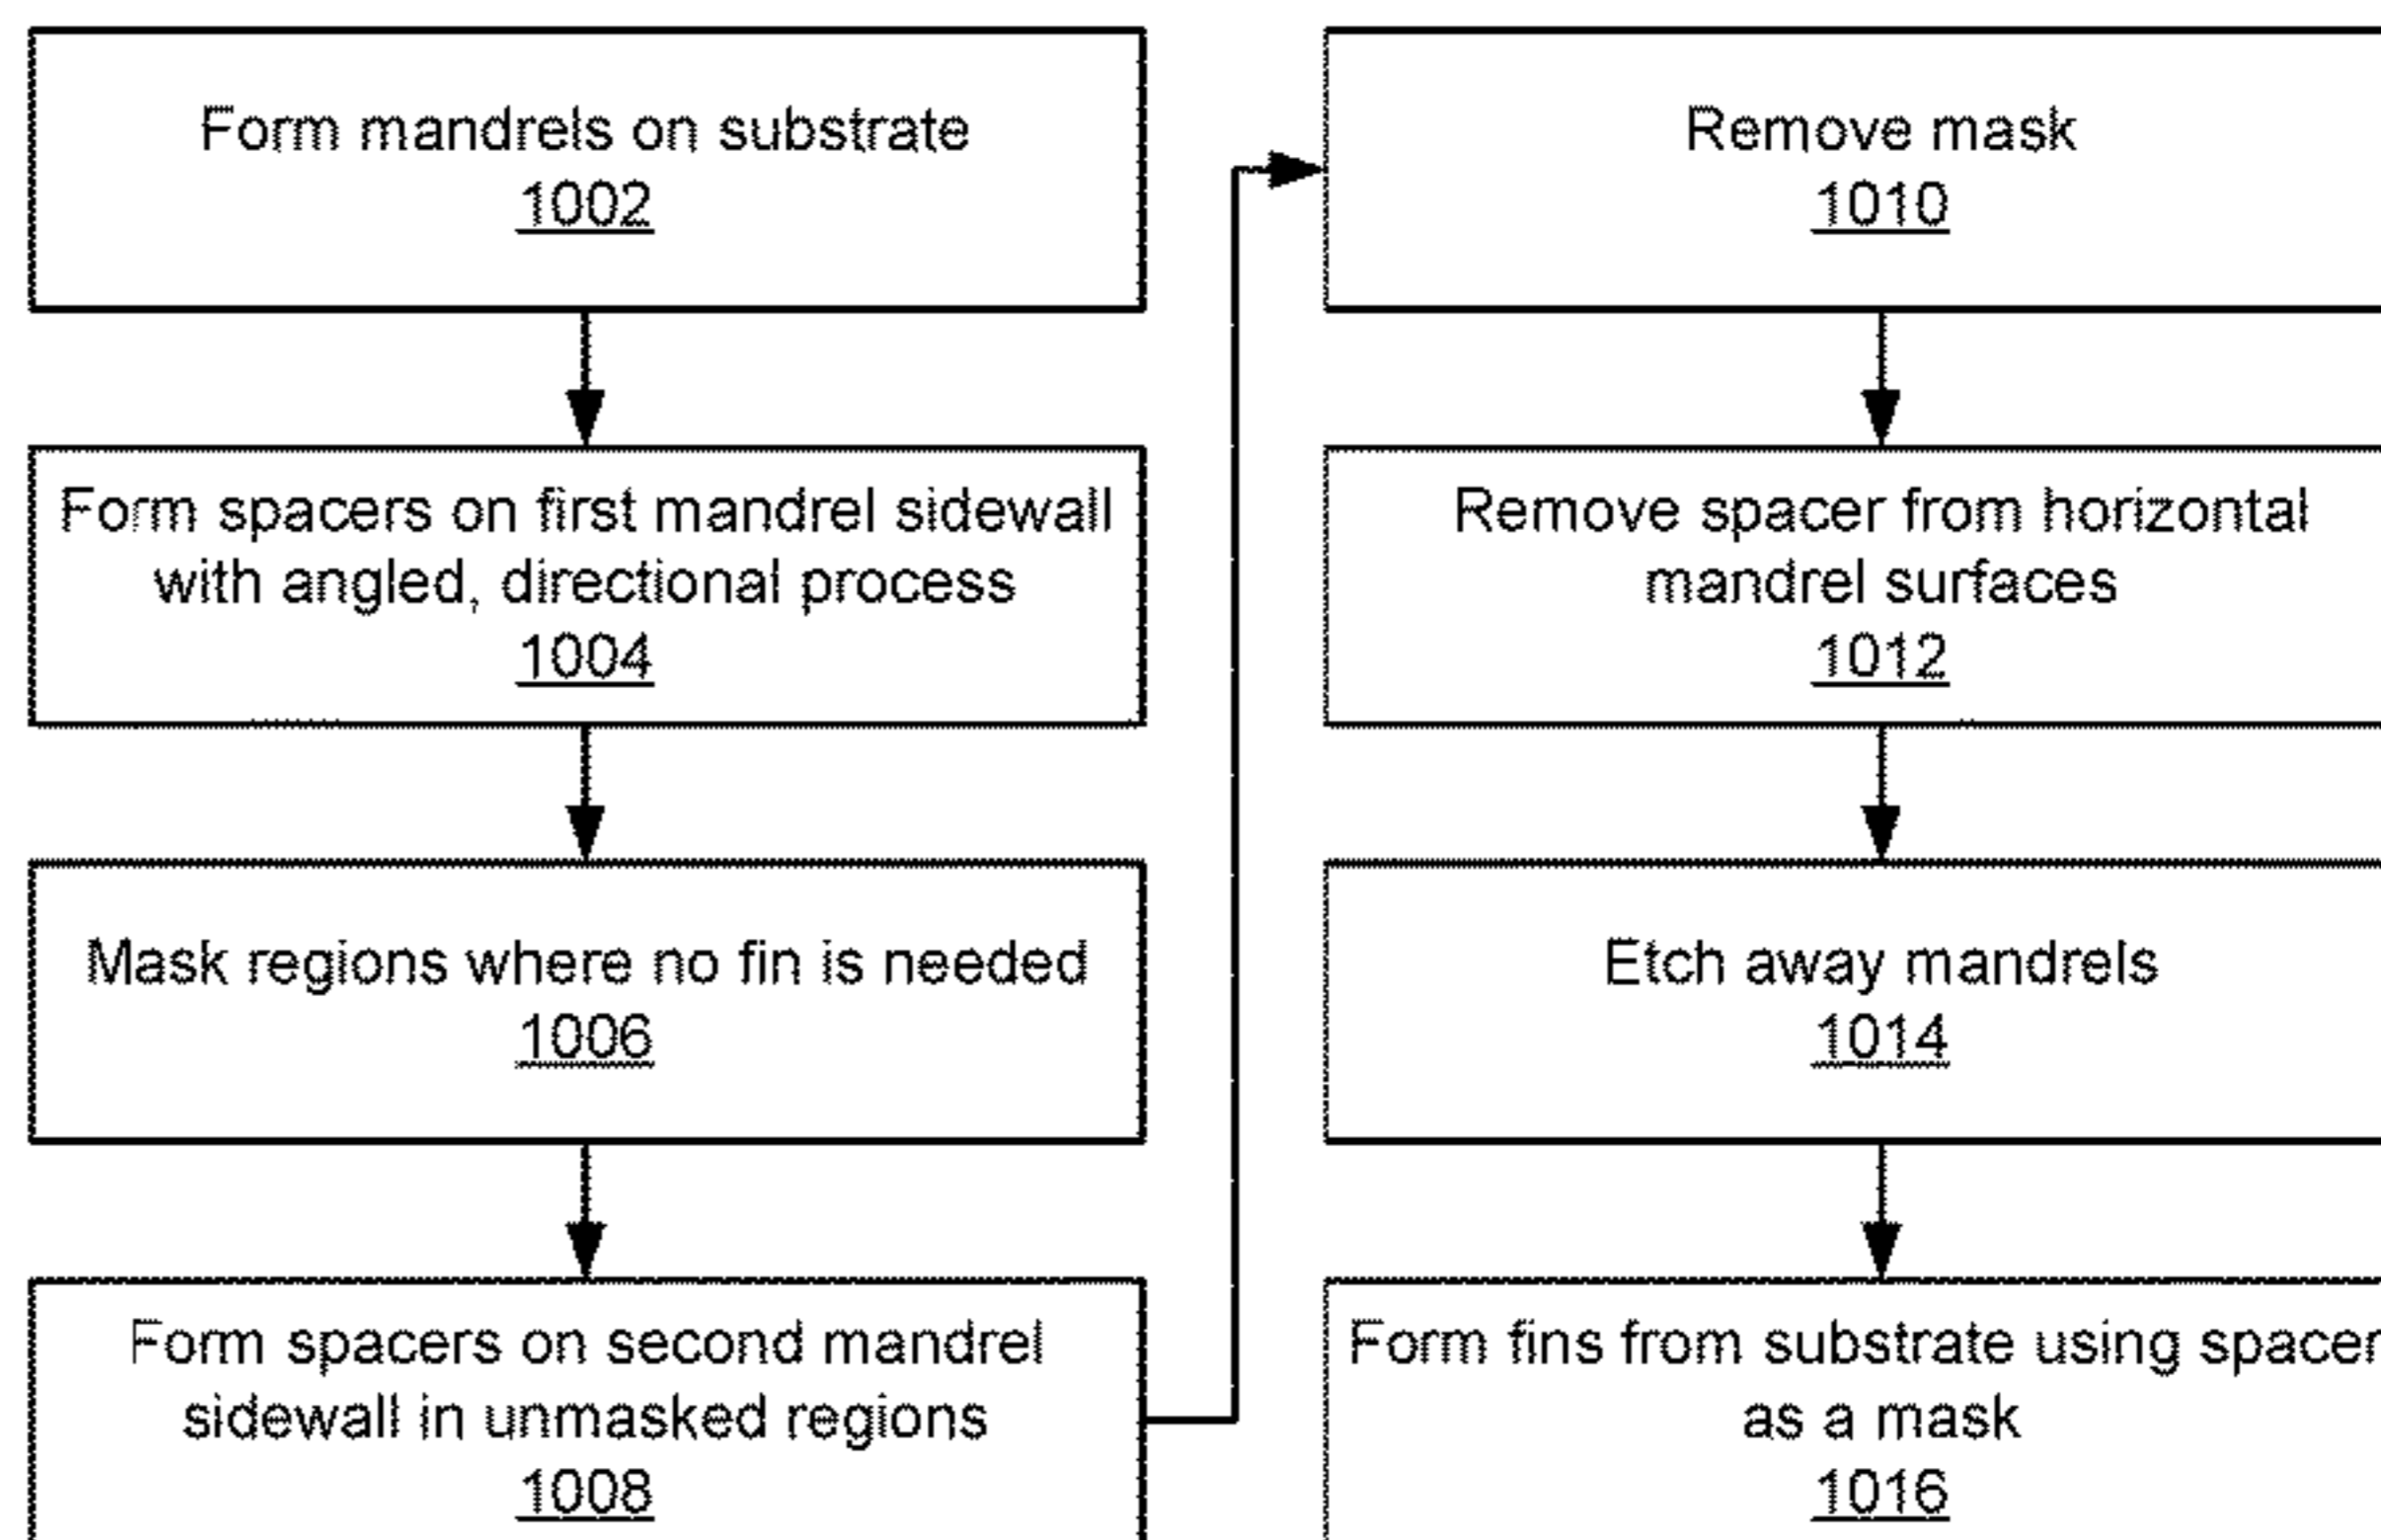 Form mandrels on substrate
1002
Form spacers on first mandrel sidewall
with angled, directional process
1004
Mask regions where no fin is needed
1006
Form spacers on second mandrel
sidewall in unmasked regions
1008
Remove mask
1010
Remove spacer from horizontal
mandrel surfaces
1012
Etch away mandrels
1014
Form fins from substrate using spacer
as a mask
1016